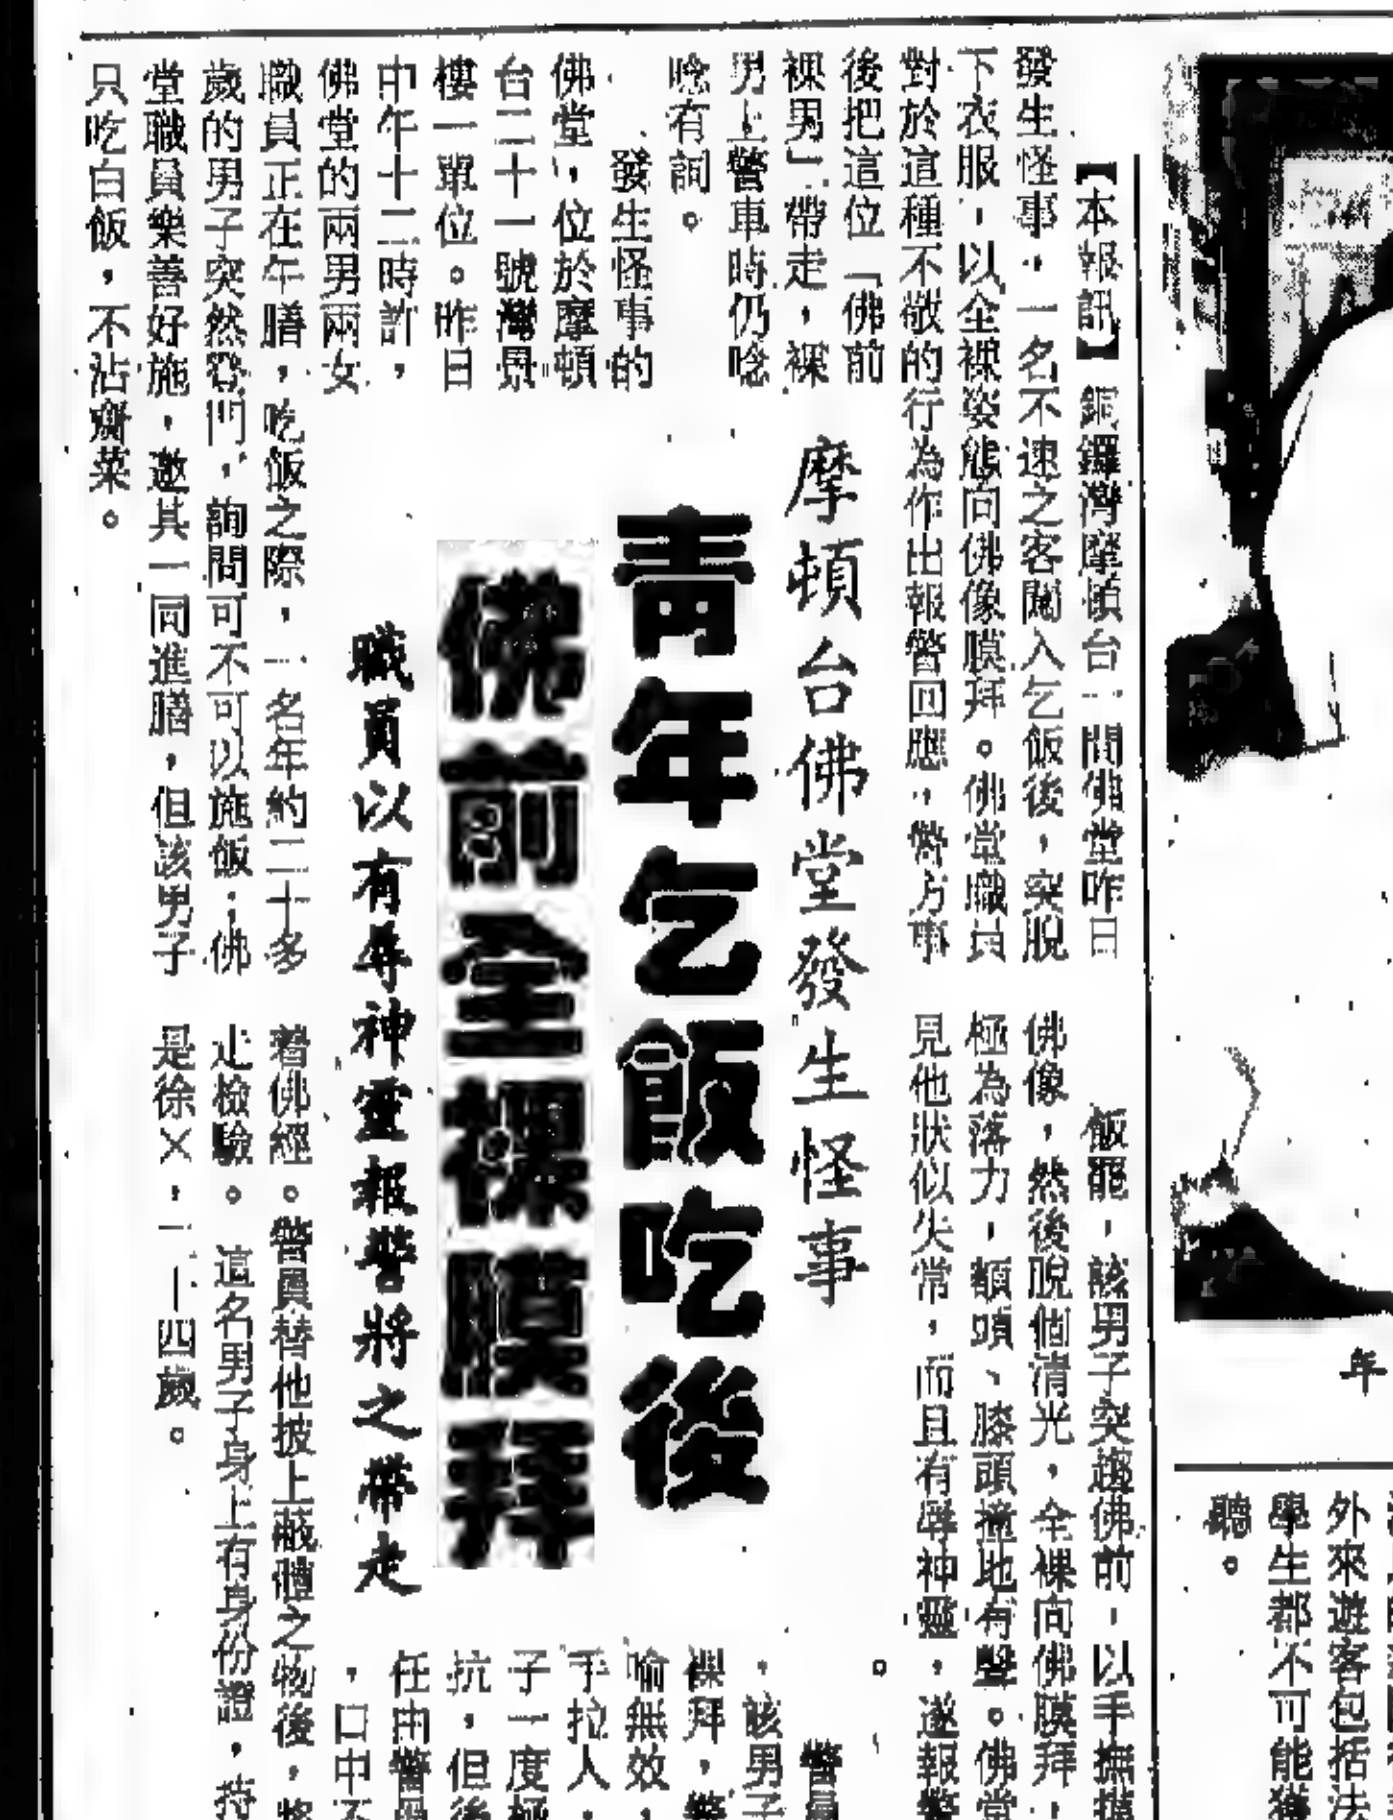 摩頓台佛堂發生怪事
青年乞飯吃後
佛前全裸膜拜
職員以有辱神靈報警將之帶走
【本報訊】銅鑼灣摩頓台一間佛堂昨日
發生怪事,一名不速之客闖入乞飯後,突脫
下衣服,以全裸姿態向佛像膜拜。佛堂職員
對於這種不敬的行為作出報警回應,警方事
後把這位「佛前
裸男」帶走,裸
男上警車時仍唸
唸有詞。
發生怪事的
佛堂,位於摩頓
台二十一號灣景
樓一單位。昨日
中午十二時許,
佛堂的兩男兩女
職員正在午膳,吃飯之際,一名年約二十多
歲的男子突然登門,詢問可不可以施飯;佛
堂職員樂善好施,邀其一同進膳,但該男子
只吃白飯,不沾齋菜。
飯罷,該男子突趨佛前,以手撫摸
佛像,然後脫個清光,全裸向佛膜拜,
極為落力,額頭、膝頭撞地有聲。佛堂
見他狀似失常,而且有辱神靈,遂報警
。
警員
,該男子
裸拜,警
喻無效,
手拉人,
子一度極
抗,但後
任由警員
,口中不
着佛經。警員替他披上蔽體之物後,將
止檢驗。這名男子身上有身份證,持
是徐×,二十四歲。
年
外來遊客包括法
學生都不可能獲
聽。